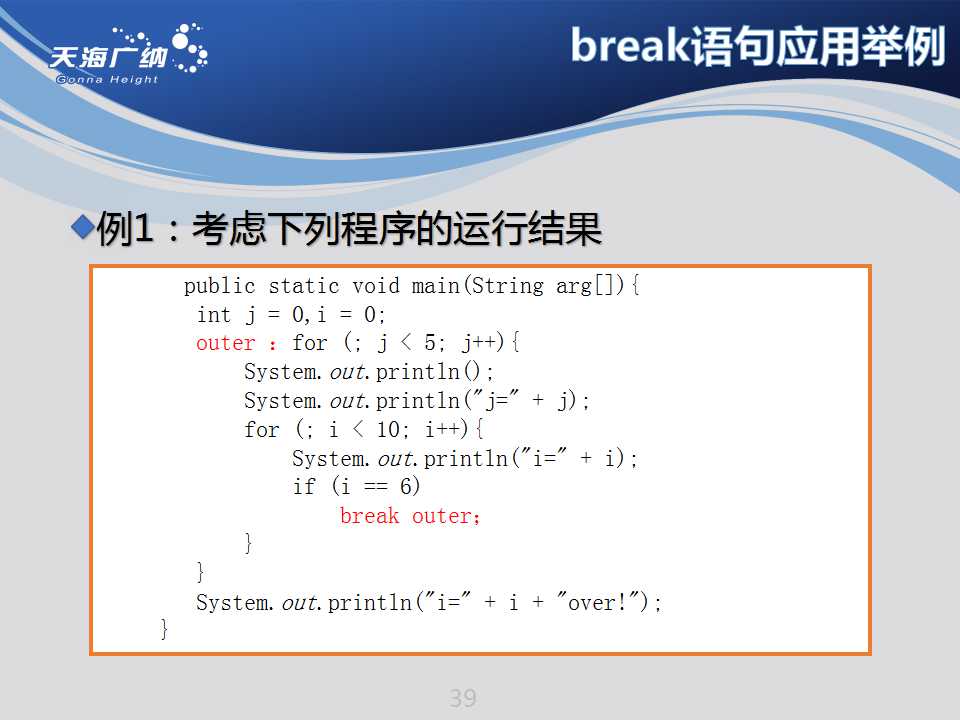 天海广纳
Gonna Height
break语句应用举例
例1：考虑下列程序的运行结果
public static void main(String arg[]){
int j = 0,i = 0;
outer ：for (; j < 5; j++){
System.out.println();
System.out.println("j=" + j);
for (; i < 10; i++){
System.out.println("i=" + i);
if (i == 6)
break outer；
}
}
System.out.println("i=" + i + "over!");
}
39